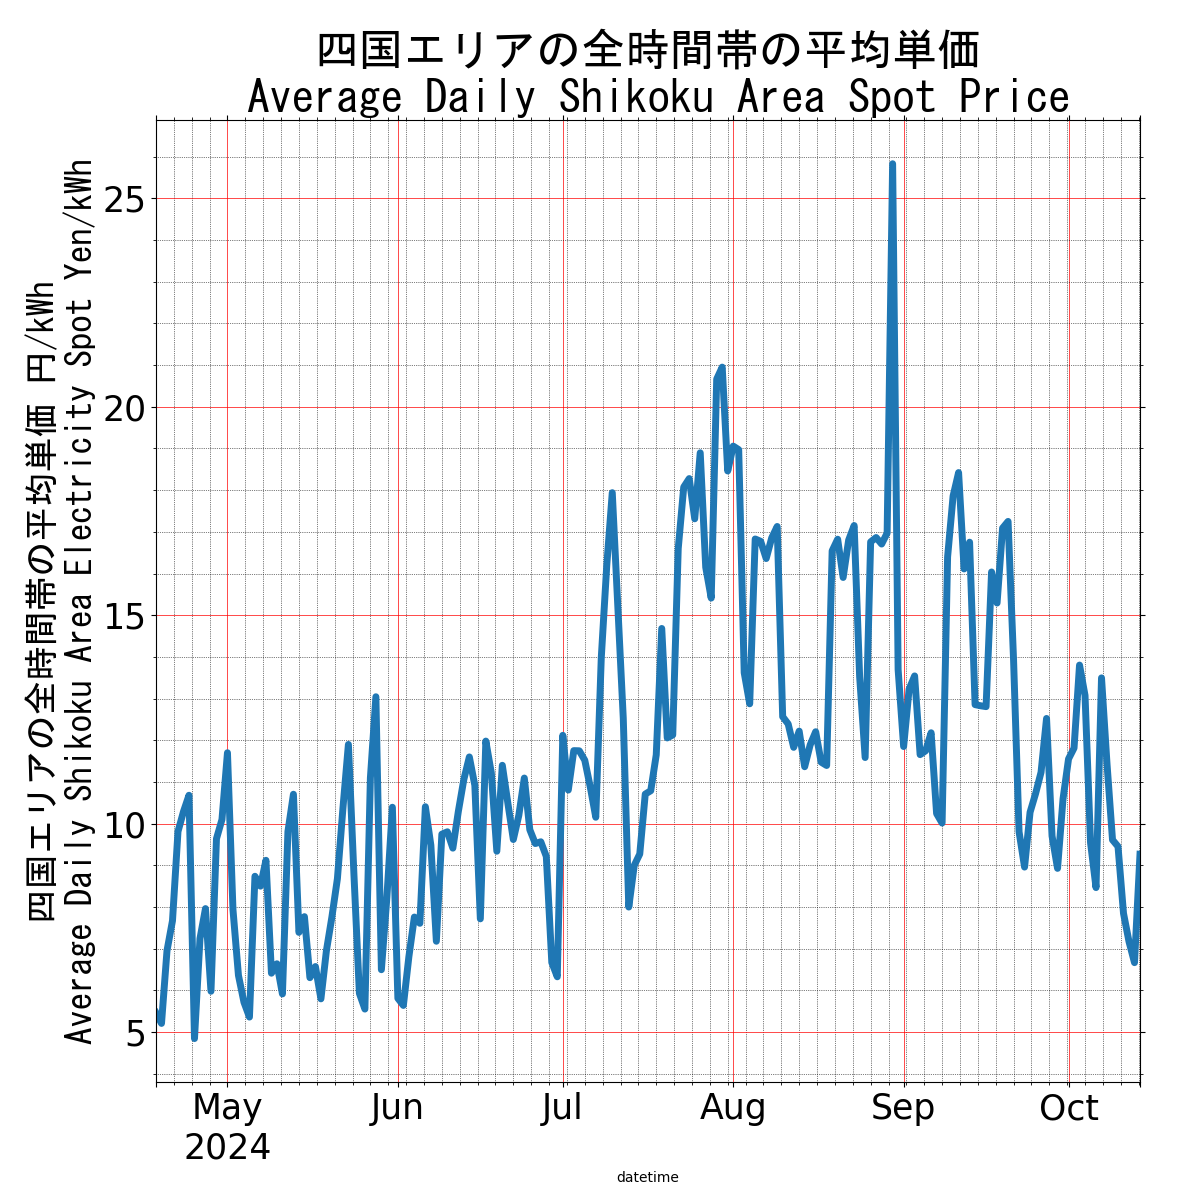 四国エリアの全時間帯の平均単価
Average Daily Shikoku Area Spot Price
四国エリアの全時間帯の平均単価 円/kWh
Average Daily Shikoku Area Electricity Spot Yen/kWh
25
20
15
10
5
May Jun Jul Aug Sep Oct
2024
datetime